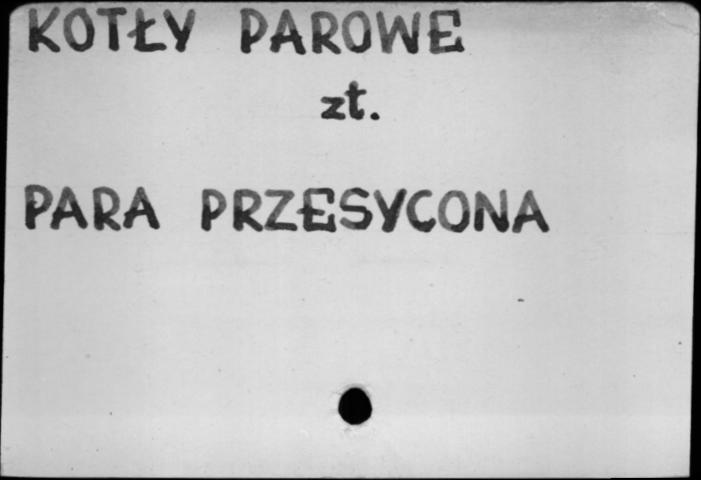 KOTŁY PAROWE
zt.
PARA PRZESYCONA